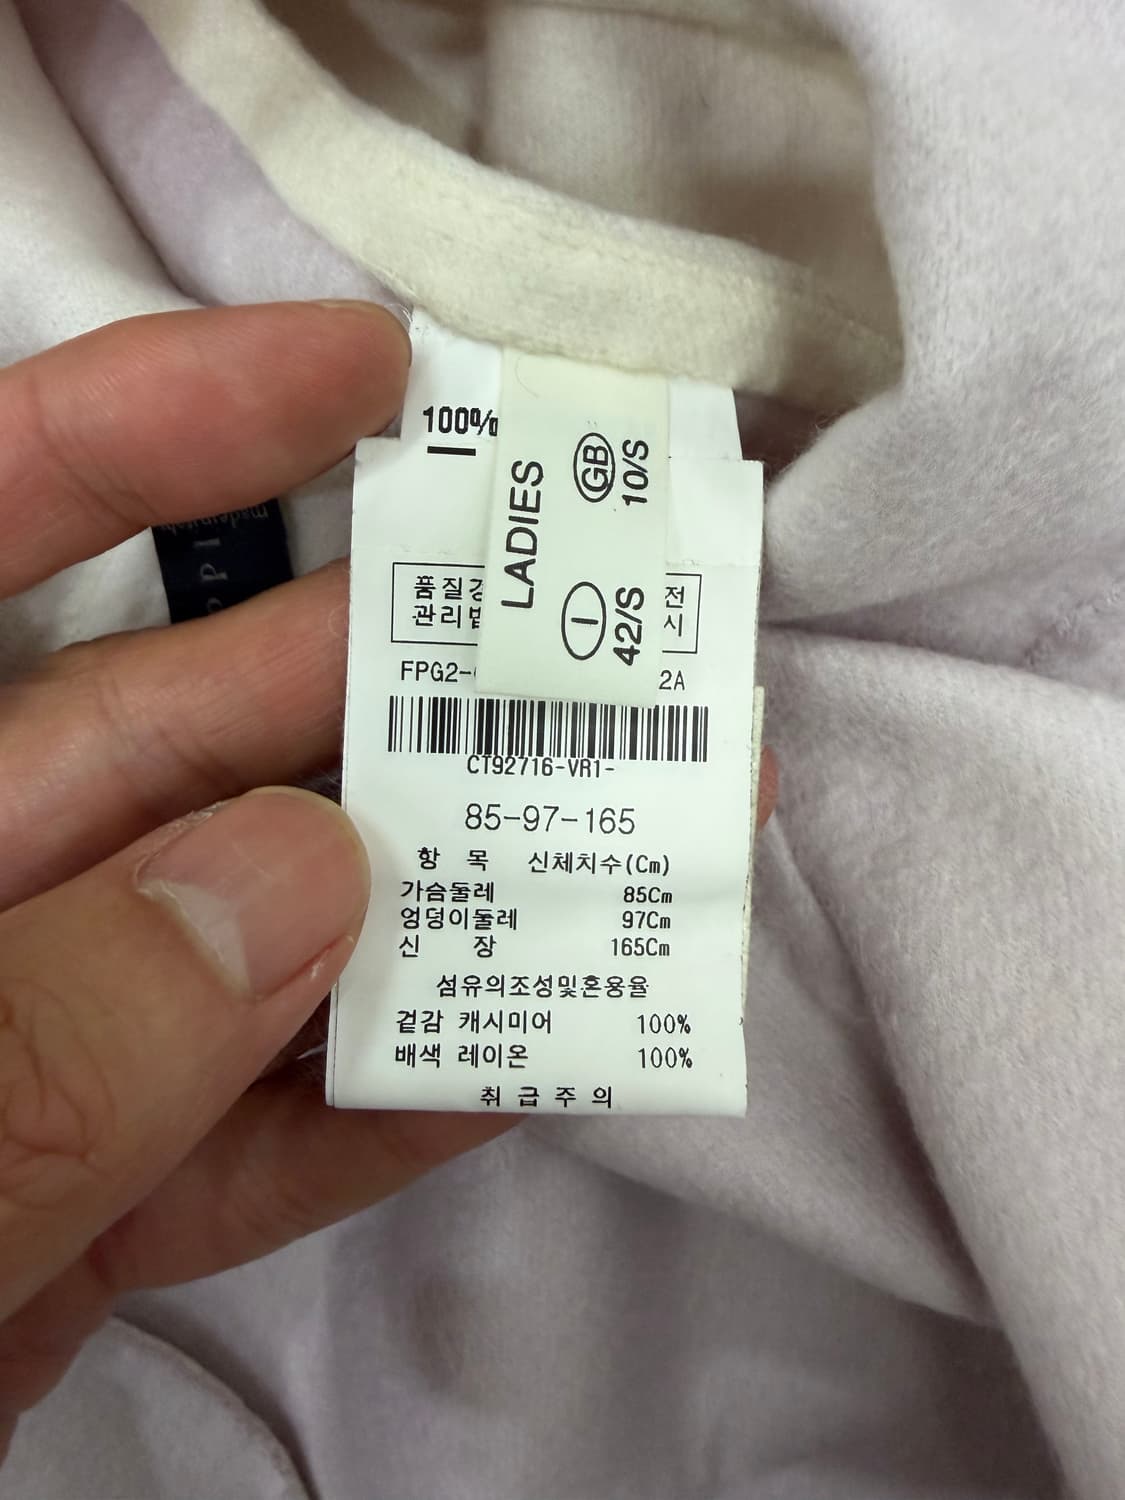 100%
LADIES
GB
10/S
I
42/S
품질경
전
관리법
시
FPG2-
2A
CT92716-VR1-
85-97-165
항 목 신체치수(Cm)
가슴둘레 85Cm
엉덩이둘레 97Cm
신 장 165Cm
섬유의조성및혼용율
겉감 캐시미어 100%
배색 레이온 100%
취 급 주 의
made in italy